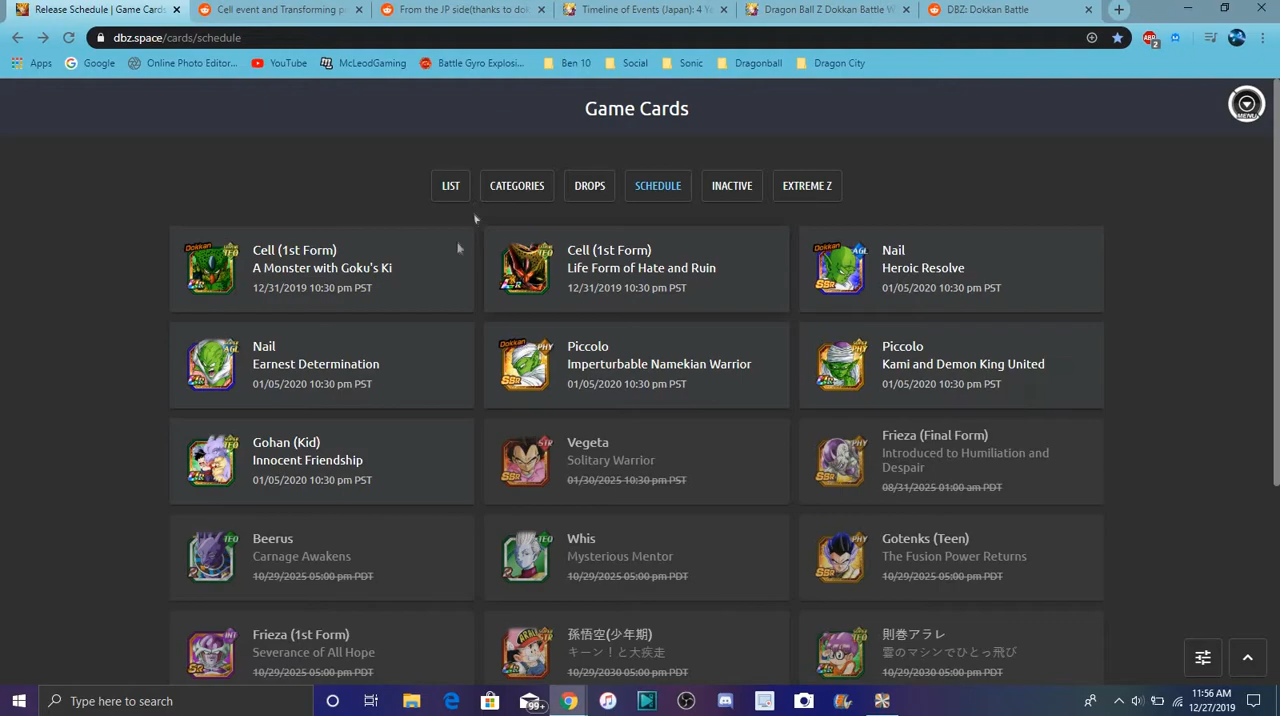 Release Schedule | Game Cards
Cell event and Transforming p
From the JP side(thanks to dol
Timeline of Events (Japan): 4 Ye
Dragon Ball Z Dokkan Battle W
DBZ: Dokkan Battle
dbz.space/cards/schedule
Apps Google Online Photo Editor... YouTube McLeodGaming Battle Gyro Explosi... Ben 10 Social Sonic Dragonball Dragon City
Game Cards
MENU
LIST CATEGORIES DROPS SCHEDULE INACTIVE EXTREME Z
Cell (1st Form)
A Monster with Goku's Ki
12/31/2019 10:30 pm PST
Cell (1st Form)
Life Form of Hate and Ruin
12/31/2019 10:30 pm PST
Nail
Heroic Resolve
01/05/2020 10:30 pm PST
Nail
Earnest Determination
01/05/2020 10:30 pm PST
Piccolo
Imperturbable Namekian Warrior
01/05/2020 10:30 pm PST
Piccolo
Kami and Demon King United
01/05/2020 10:30 pm PST
Gohan (Kid)
Innocent Friendship
01/05/2020 10:30 pm PST
Vegeta
Solitary Warrior
01/30/2025 10:30 pm PST
Frieza (Final Form)
Introduced to Humiliation and
Despair
08/31/2025 01:00 am PDT
Beerus
Carnage Awakens
10/29/2025 05:00 pm PDT
Whis
Mysterious Mentor
10/29/2025 05:00 pm PDT
Gotenks (Teen)
The Fusion Power Returns
10/29/2025 05:00 pm PDT
Frieza (1st Form)
Severance of All Hope
10/29/2025 05:00 pm PDT
孫悟空(少年期)
キーン！と大疾走
10/29/2030 05:00 pm PDT
則巻アラレ
雲のマシンでひとっ飛び
10/29/2030 05:00 pm PDT
Type here to search
99+
11:56 AM
12/27/2019